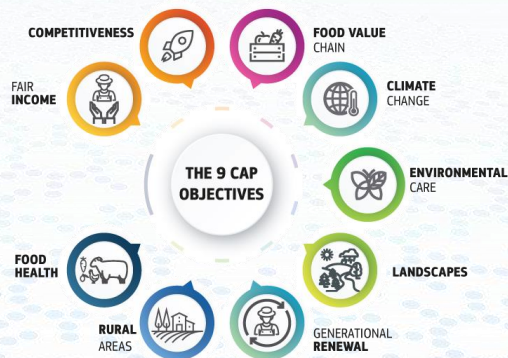 COMPETITIVENESS
FOOD VALUE
CHAIN
FAIR
INCOME
CLIMATE
CHANGE
THE 9 CAP
OBJECTIVES
ENVIRONMENTAL
CARE
FOOD
HEALTH
LANDSCAPES
RURAL
AREAS
GENERATIONAL
RENEWAL